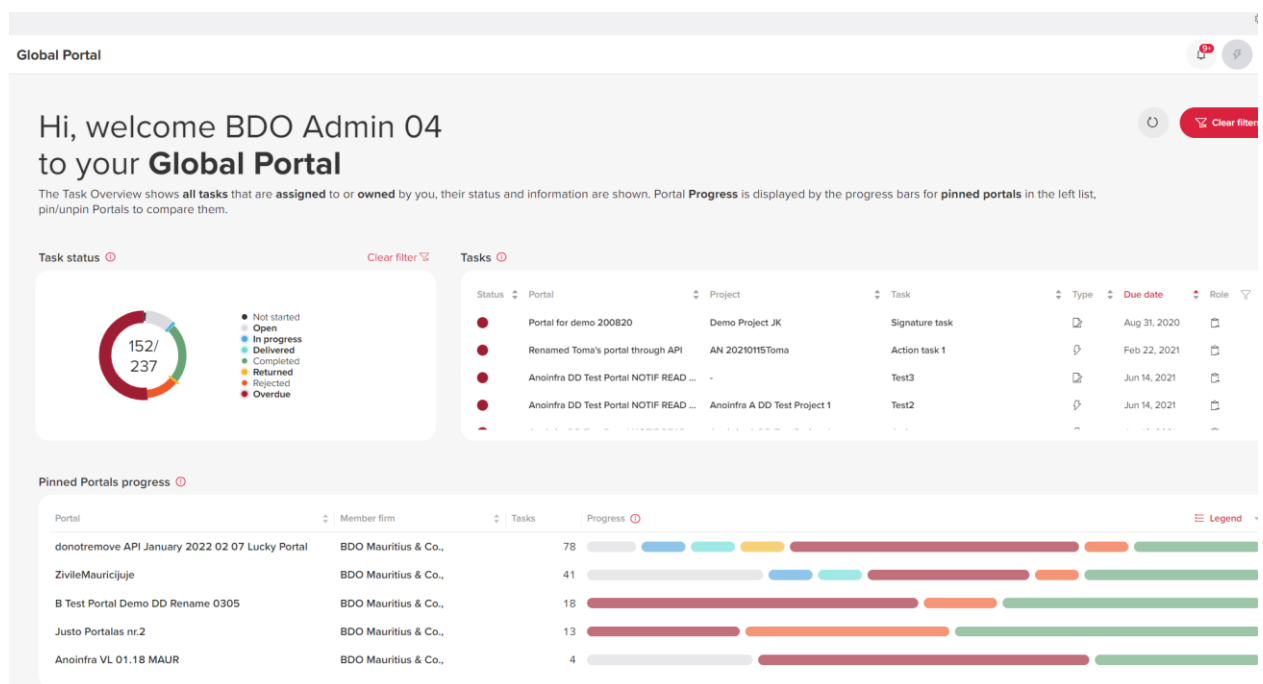 9+
Global Portal
Hi, welcome BDO Admin 04
to your Global Portal
Clear filter
The Task Overview shows all tasks that are assigned to or owned by you, their status and information are shown. Portal Progress is displayed by the progress bars for pinned portals in the left list,
pin/unpin Portals to compare them.
Task status
Clear filter
152/
237
Not started
Open
In progress
Delivered
Completed
Returned
Rejected
Overdue
Tasks
Status Portal Project Task Type Due date Role
Portal for demo 200820 Demo Project JK Signature task Aug 31, 2020
Renamed Toma's portal through API AN 20210115Toma Action task 1 Feb 22, 2021
Anoinfra DD Test Portal NOTIF READ ... - Test3 Jun 14, 2021
Anoinfra DD Test Portal NOTIF READ ... Anoinfra A DD Test Project 1 Test2 Jun 14, 2021
Pinned Portals progress
Portal Member firm Tasks Progress Legend
donotremove API January 2022 02 07 Lucky Portal BDO Mauritius & Co., 78
ZivileMauricijuje BDO Mauritius & Co., 41
B Test Portal Demo DD Rename 0305 BDO Mauritius & Co., 18
Justo Portalas nr.2 BDO Mauritius & Co., 13
Anoinfra VL 01.18 MAUR BDO Mauritius & Co., 4